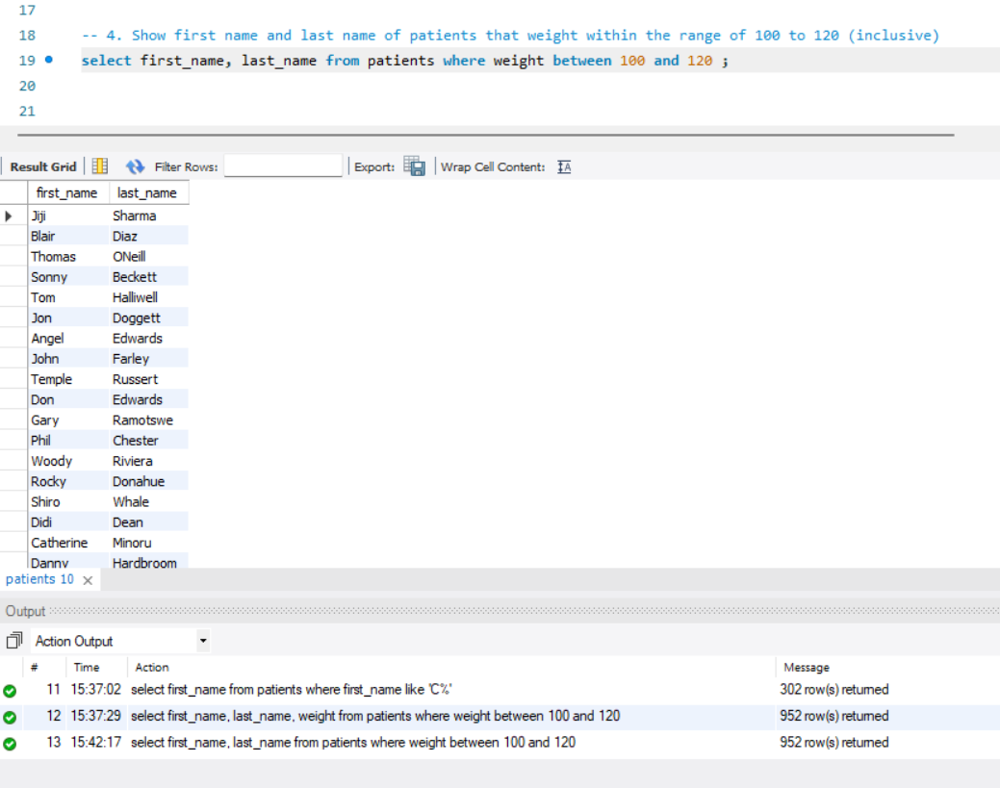 17
18 -- 4. Show first name and last name of patients that weight within the range of 100 to 120 (inclusive)
19 select first_name, last_name from patients where weight between 100 and 120 ;
20
21
Result Grid Filter Rows: Export: Wrap Cell Content:
first_name last_name
Jiji Sharma
Blair Diaz
Thomas ONeill
Sonny Beckett
Tom Halliwell
Jon Doggett
Angel Edwards
John Farley
Temple Russert
Don Edwards
Gary Ramotswe
Phil Chester
Woody Riviera
Rocky Donahue
Shiro Whale
Didi Dean
Catherine Minoru
Danny Hardbroom
patients 10
Output
Action Output
# Time Action Message
11 15:37:02 select first_name from patients where first_name like 'C%' 302 row(s) returned
12 15:37:29 select first_name, last_name, weight from patients where weight between 100 and 120 952 row(s) returned
13 15:42:17 select first_name, last_name from patients where weight between 100 and 120 952 row(s) returned